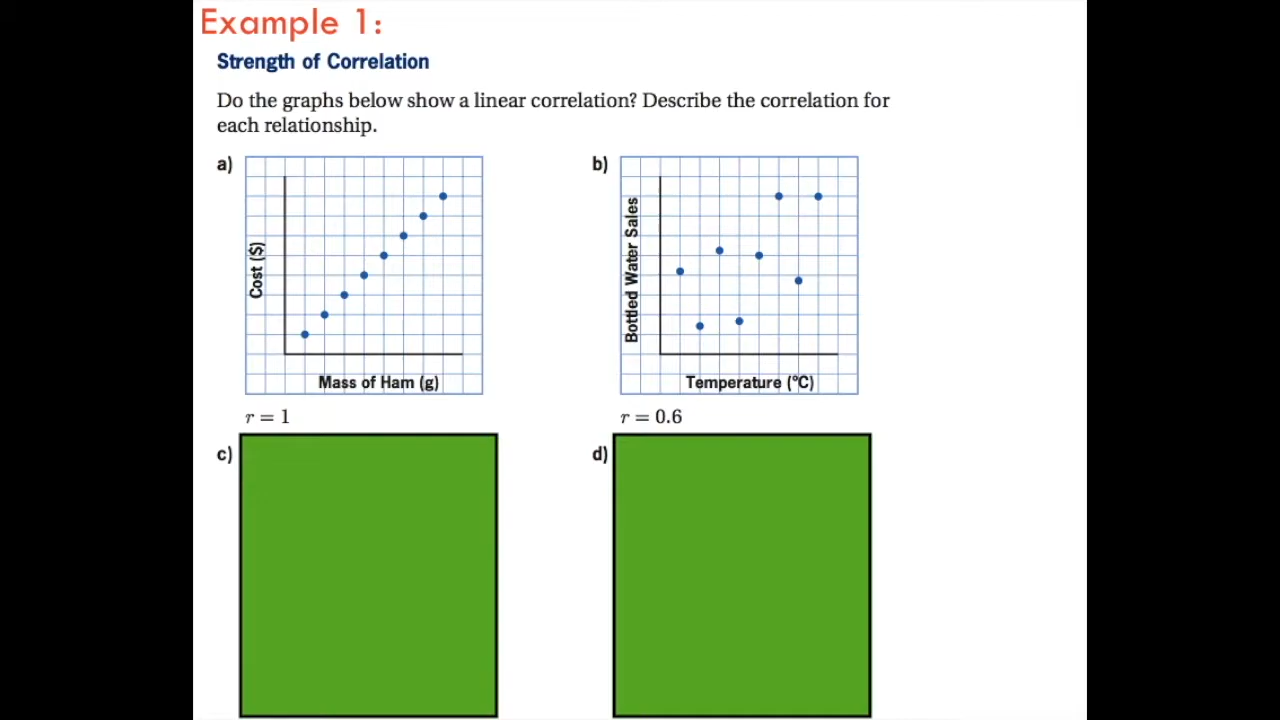 Example 1:
Strength of Correlation
Do the graphs below show a linear correlation? Describe the correlation for
each relationship.
a)
Cost ($)
Mass of Ham (g)
r = 1
b)
Bottled Water Sales
Temperature (°C)
r = 0.6
c)
d)